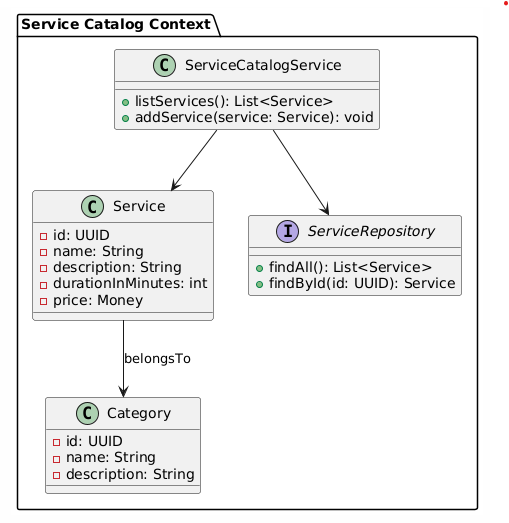 Service Catalog Context
C ServiceCatalogService
listServices(): List<Service>
addService(service: Service): void
C Service
id: UUID
name: String
description: String
durationInMinutes: int
price: Money
I ServiceRepository
findAll(): List<Service>
findById(id: UUID): Service
belongsTo
C Category
id: UUID
name: String
description: String